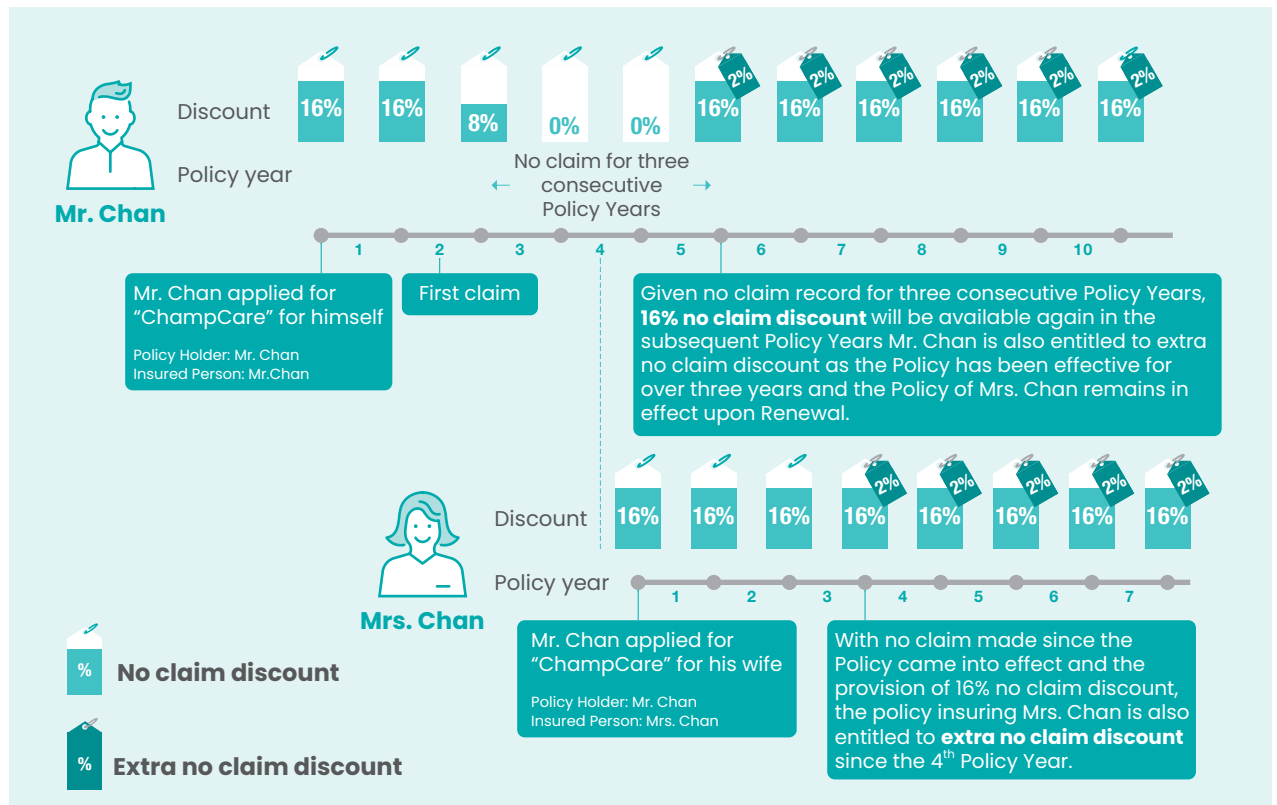 16% 16% 8% 0% 0% 16% 2% 16% 2% 16% 2% 16% 2% 16% 2% 16% 2%
Discount
Policy year
No claim for three
← consecutive →
Policy Years
Mr. Chan
1 2 3 4 5 6 7 8 9 10
Mr. Chan applied for
“ChampCare” for himself
Policy Holder: Mr. Chan
Insured Person: Mr.Chan
First claim
Given no claim record for three consecutive Policy Years,
16% no claim discount will be available again in the
subsequent Policy Years Mr. Chan is also entitled to extra
no claim discount as the Policy has been effective for
over three years and the Policy of Mrs. Chan remains in
effect upon Renewal.
Discount
16% 16% 16% 16% 2% 16% 2% 16% 2% 16% 2% 16% 2%
Policy year
1 2 3 4 5 6 7
Mrs. Chan
Mr. Chan applied for
“ChampCare” for his wife
Policy Holder: Mr. Chan
Insured Person: Mrs. Chan
With no claim made since the
Policy came into effect and the
provision of 16% no claim discount,
the policy insuring Mrs. Chan is also
entitled to extra no claim discount
since the 4th Policy Year.
% No claim discount
% Extra no claim discount